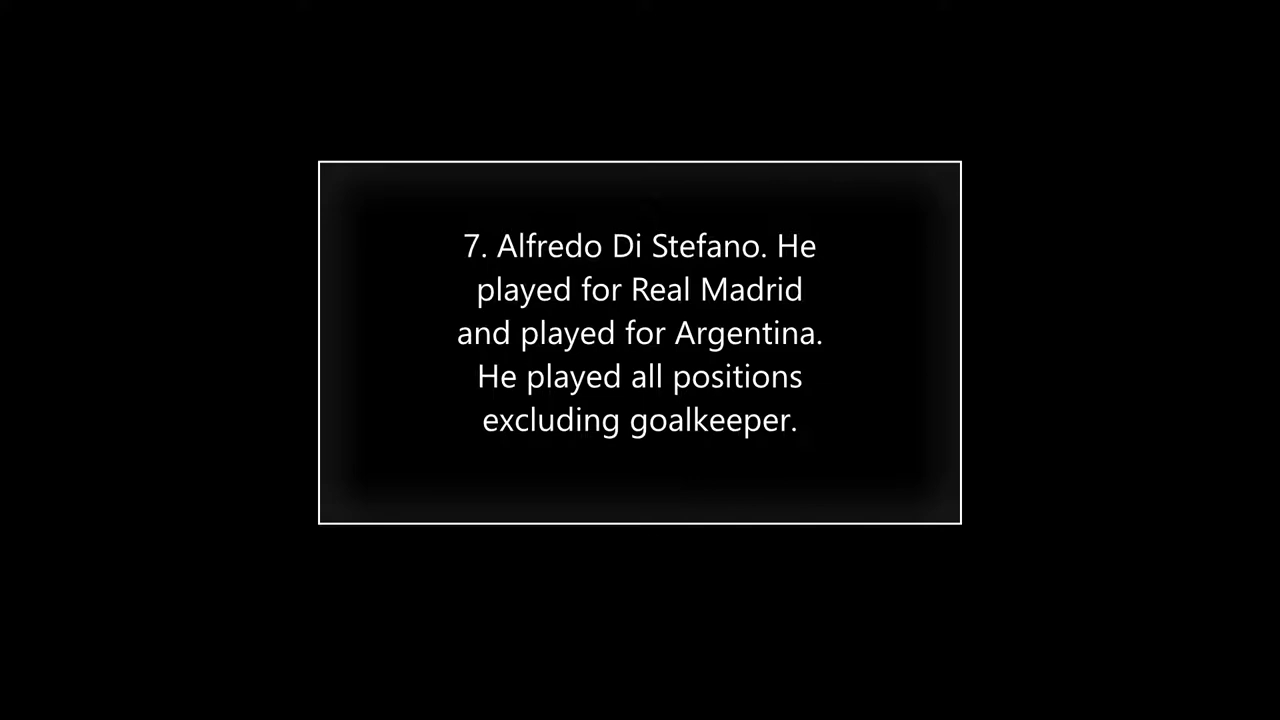 7. Alfredo Di Stefano. He
played for Real Madrid
and played for Argentina.
He played all positions
excluding goalkeeper.